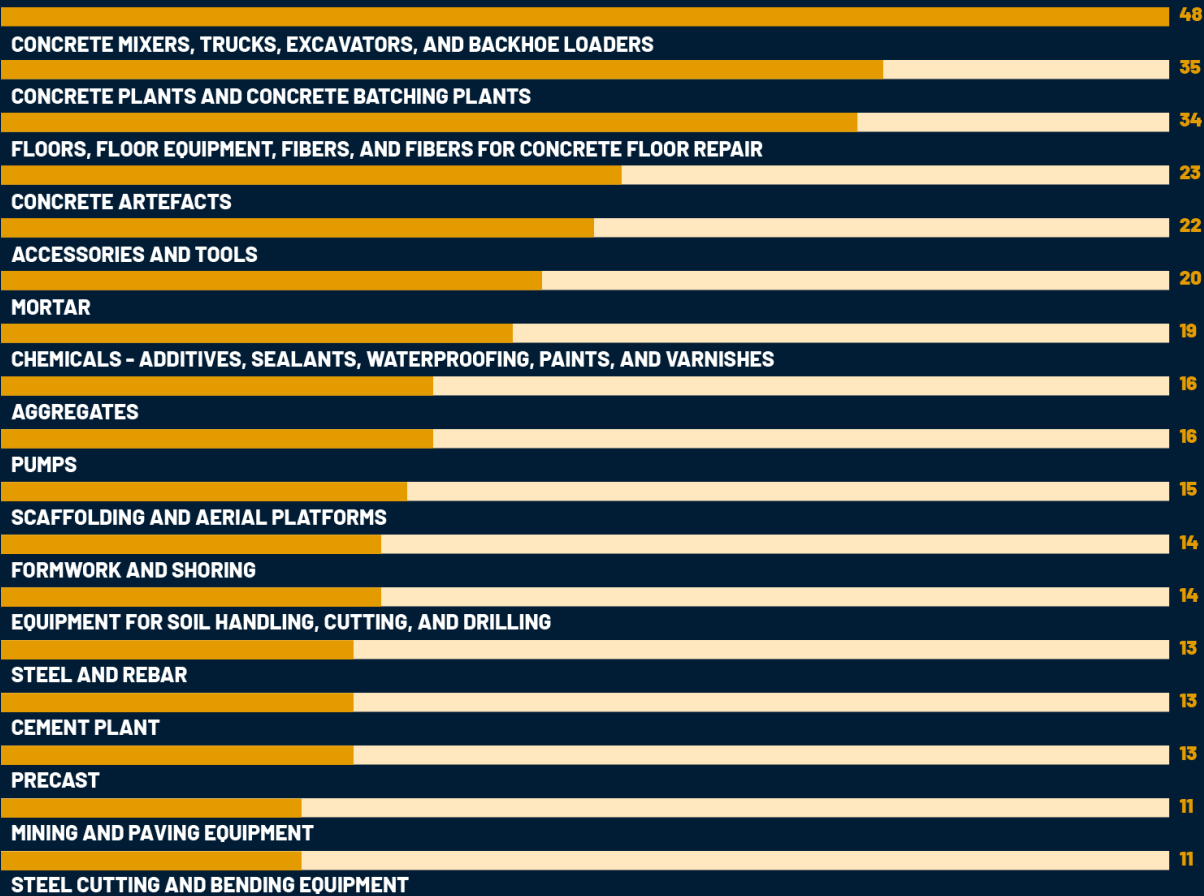 48
CONCRETE MIXERS, TRUCKS, EXCAVATORS, AND BACKHOE LOADERS
35
CONCRETE PLANTS AND CONCRETE BATCHING PLANTS
34
FLOORS, FLOOR EQUIPMENT, FIBERS, AND FIBERS FOR CONCRETE FLOOR REPAIR
23
CONCRETE ARTEFACTS
22
ACCESSORIES AND TOOLS
20
MORTAR
19
CHEMICALS - ADDITIVES, SEALANTS, WATERPROOFING, PAINTS, AND VARNISHES
16
AGGREGATES
16
PUMPS
15
SCAFFOLDING AND AERIAL PLATFORMS
14
FORMWORK AND SHORING
14
EQUIPMENT FOR SOIL HANDLING, CUTTING, AND DRILLING
13
STEEL AND REBAR
13
CEMENT PLANT
13
PRECAST
11
MINING AND PAVING EQUIPMENT
11
STEEL CUTTING AND BENDING EQUIPMENT